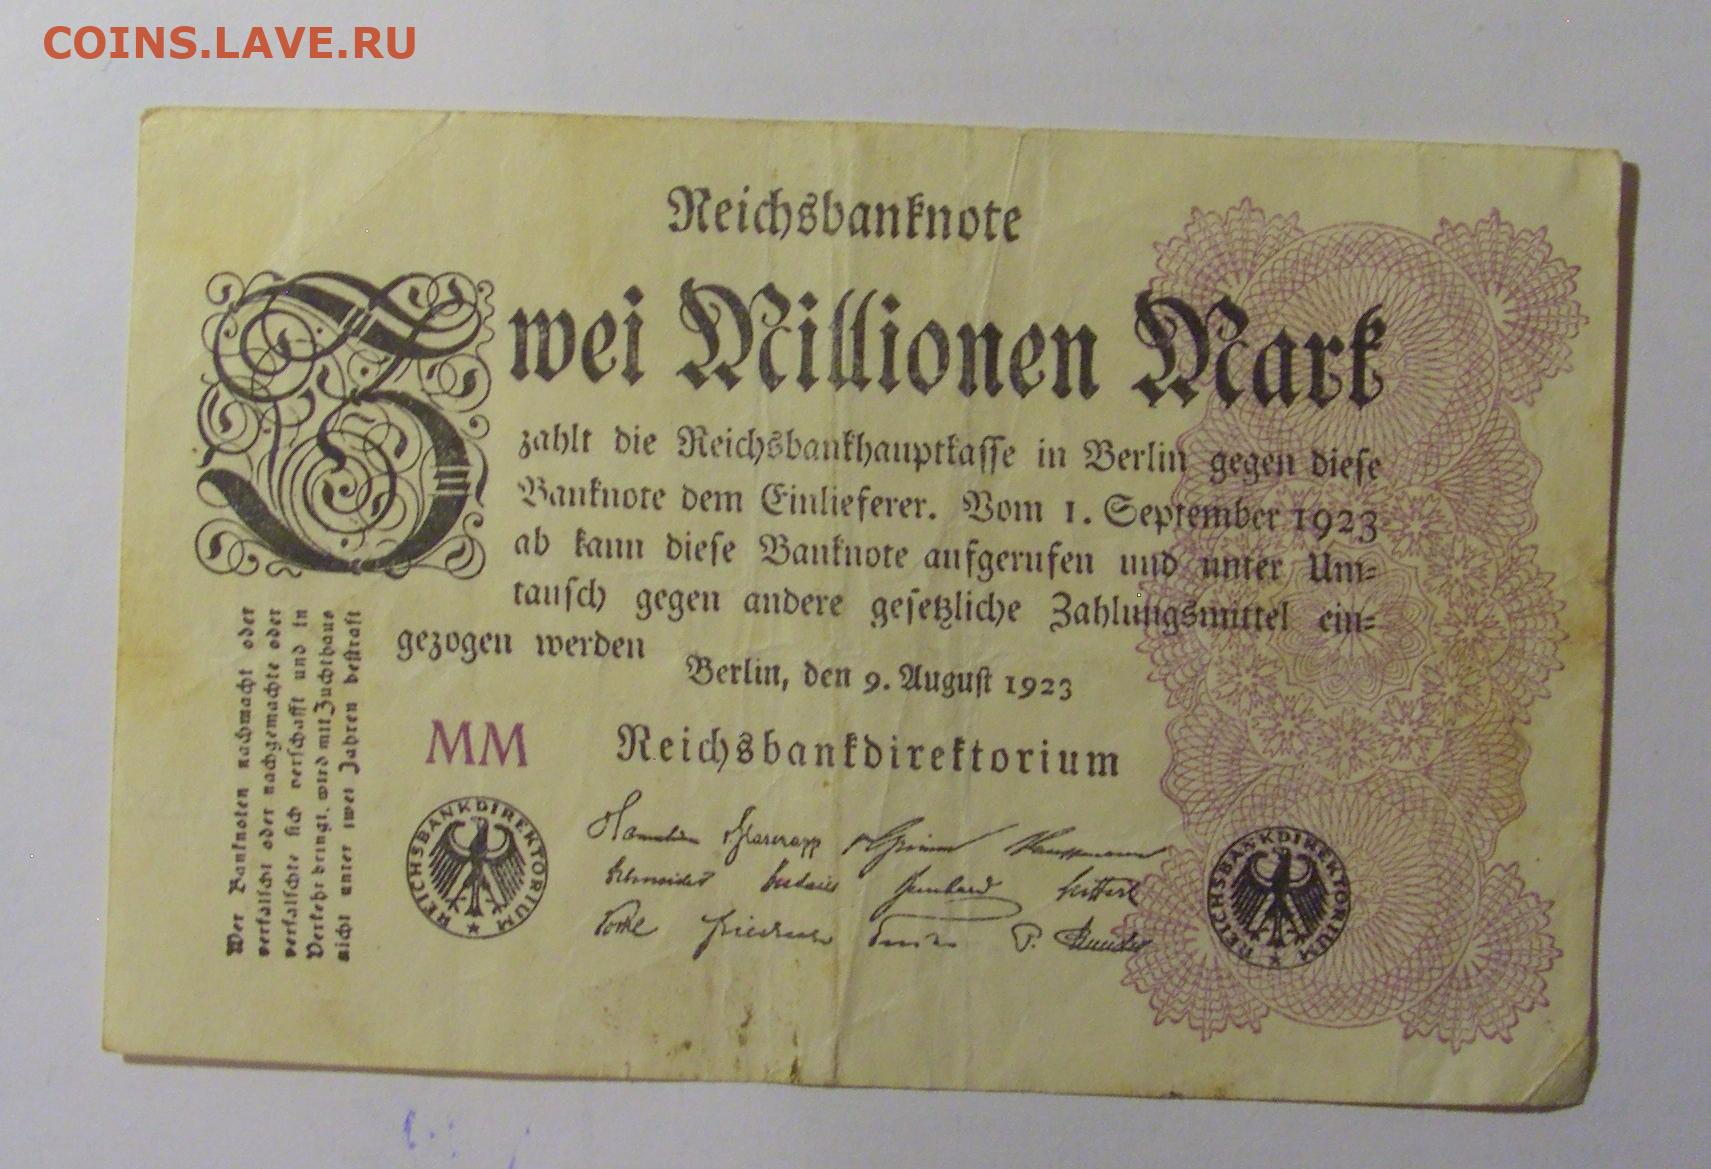 COINS.LAVE.RU
Reichsbanknote
Zwei Millionen Mark
zahlt die Reichsbankhauptkasse in Berlin gegen diese
Banknote dem Einlieferer. Vom 1. September 1923
ab kann diese Banknote aufgerufen und unter Um=
tausch gegen andere gesetzliche Zahlungsmittel ein=
gezogen werden
Berlin, den 9. August 1923
MM
Reichsbankdirektorium
Wer Banknoten nachmacht oder
verfälscht oder nachgemachte oder
verfälschte sich verschafft und in
Verkehr bringt, wird mit Zuchthaus
nicht unter zwei Jahren bestraft
REICHSBANKDIREKTORIUM
Schneider
REICHSBANKDIREKTORIUM